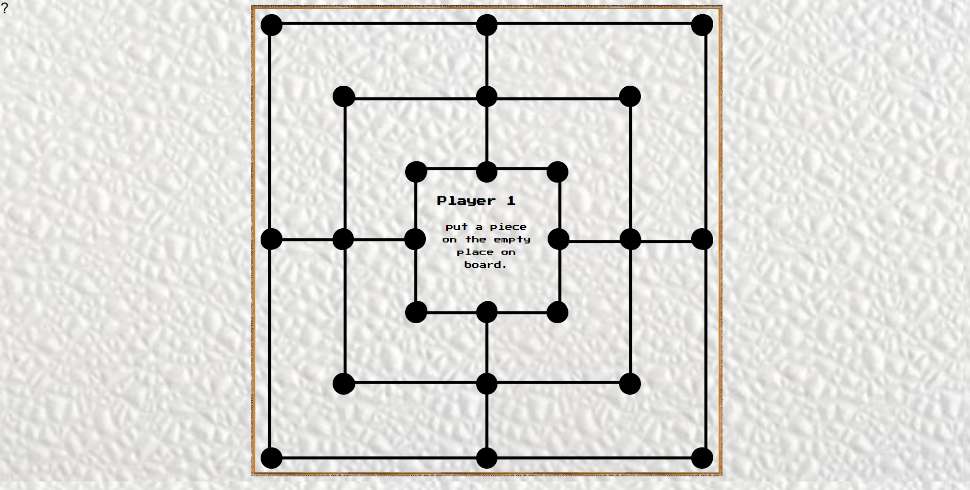 ?
Player 1
put a piece
on the empty
place on
board.